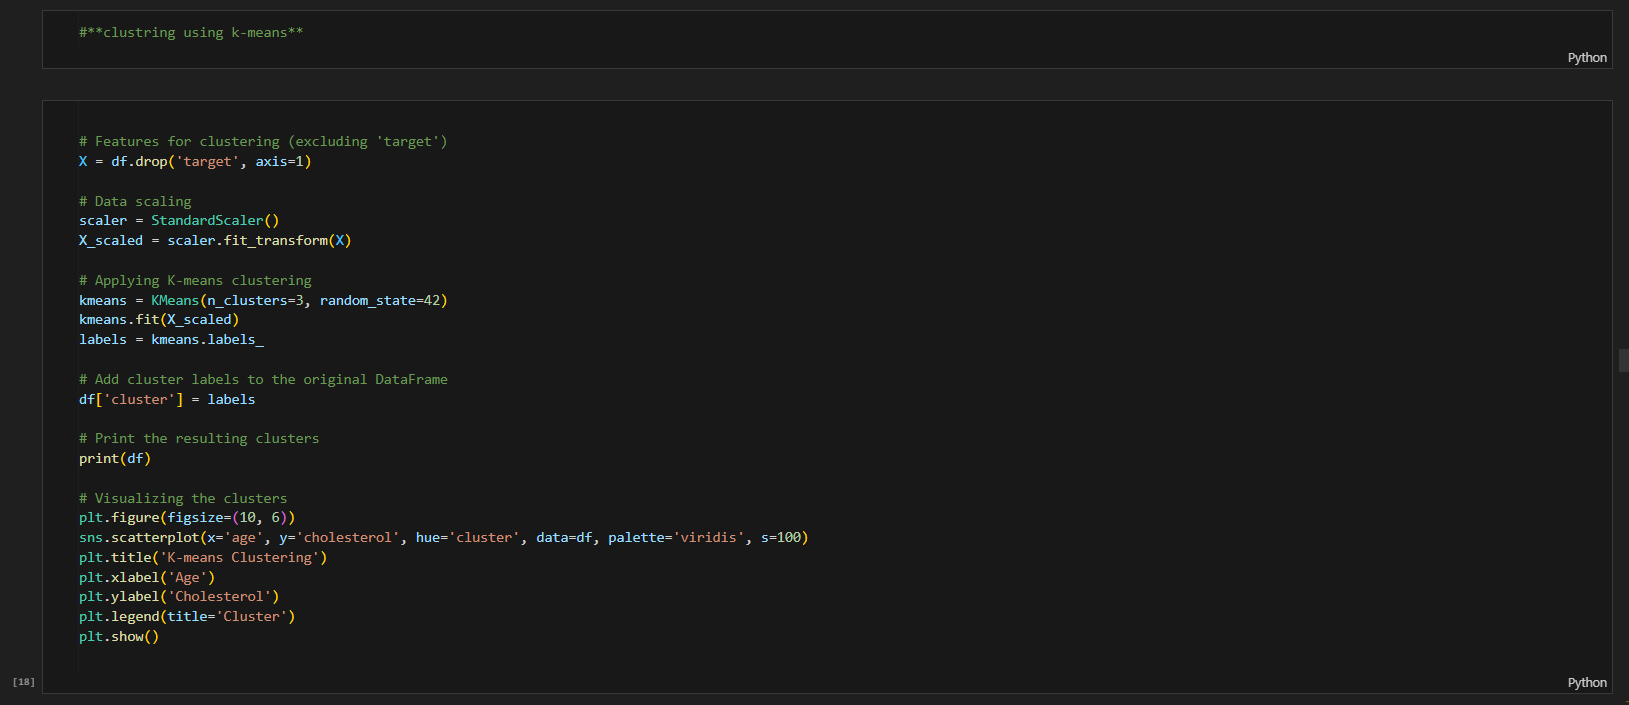 #**clustring using k-means**
Python
# Features for clustering (excluding 'target')
X = df.drop('target', axis=1)
# Data scaling
scaler = StandardScaler()
X_scaled = scaler.fit_transform(X)
# Applying K-means clustering
kmeans = KMeans(n_clusters=3, random_state=42)
kmeans.fit(X_scaled)
labels = kmeans.labels_
# Add cluster labels to the original DataFrame
df['cluster'] = labels
# Print the resulting clusters
print(df)
# Visualizing the clusters
plt.figure(figsize=(10, 6))
sns.scatterplot(x='age', y='cholesterol', hue='cluster', data=df, palette='viridis', s=100)
plt.title('K-means Clustering')
plt.xlabel('Age')
plt.ylabel('Cholesterol')
plt.legend(title='Cluster')
plt.show()
[18]
Python